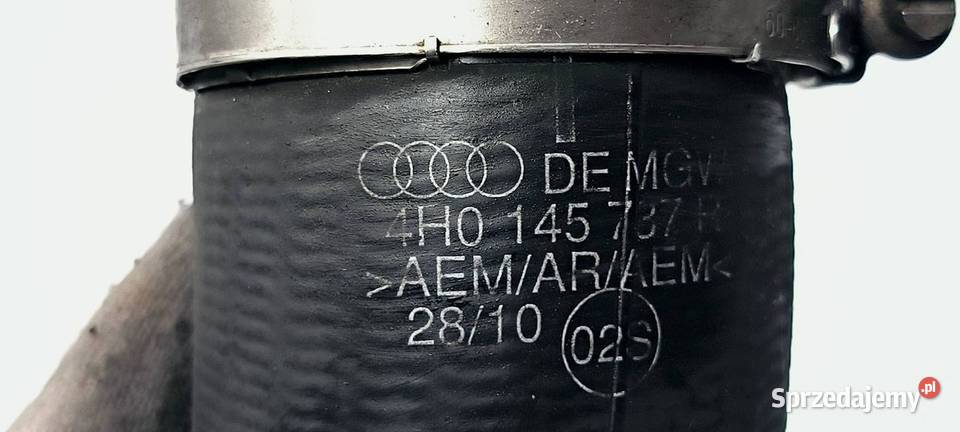 DE MGW
4H0 145 737
>AEM/AR/AEM<
28/10 02S
Sprzedajemy.pl